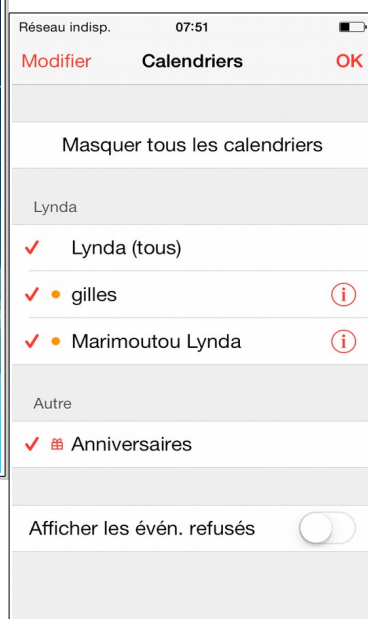 Réseau indisp. 07:51
Modifier Calendriers OK
Masquer tous les calendriers
Lynda
Lynda (tous)
gilles
Marimoutou Lynda
Autre
Anniversaires
Afficher les évén. refusés